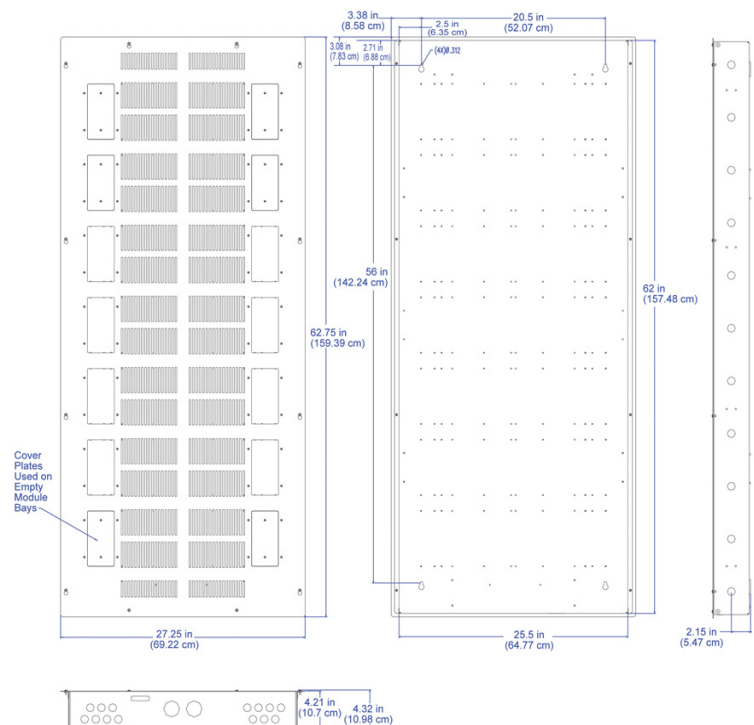 3.38 in
(8.58 cm)
20.5 in
(52.07 cm)
2.5 in
(6.35 cm)
3.08 in
(7.83 cm)
2.71 in
(6.88 cm)
(4X)Ø.312
56 in
(142.24 cm)
62 in
(157.48 cm)
62.75 in
(159.39 cm)
Cover
Plates
Used on
Empty
Module
Bays
27.25 in
(69.22 cm)
25.5 in
(64.77 cm)
2.15 in
(5.47 cm)
4.21 in
(10.7 cm)
4.32 in
(10.98 cm)